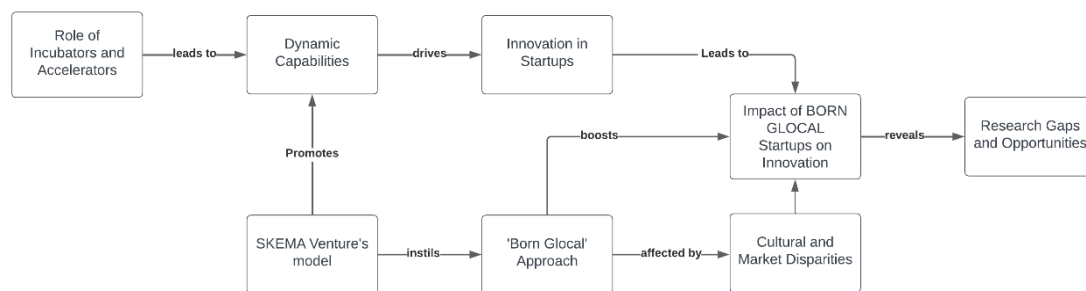 Role of
Incubators and
Accelerators
leads to
Dynamic
Capabilities
drives
Innovation in
Startups
Leads to
Impact of BORN
GLOCAL
Startups on
Innovation
reveals
Research Gaps
and Opportunities
boosts
Promotes
SKEMA Venture's
model
instils
'Born Glocal'
Approach
affected by
Cultural and
Market Disparities